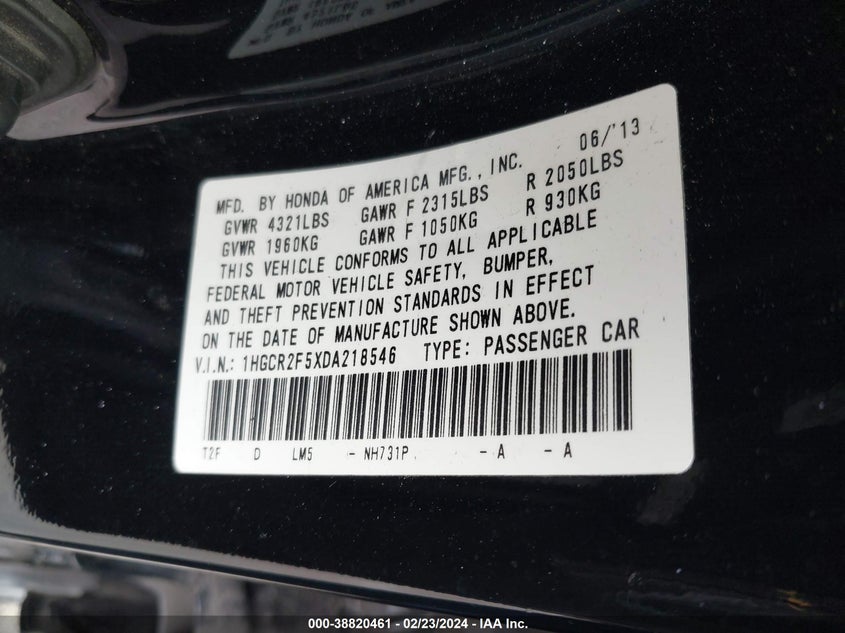 06/'13
MFD. BY HONDA OF AMERICA MFG., INC.
GVWR 4321LBS GAWR F 2315LBS R 2050LBS
GVWR 1960KG GAWR F 1050KG R 930KG
THIS VEHICLE CONFORMS TO ALL APPLICABLE
FEDERAL MOTOR VEHICLE SAFETY, BUMPER,
AND THEFT PREVENTION STANDARDS IN EFFECT
ON THE DATE OF MANUFACTURE SHOWN ABOVE.
V.I.N.: 1HGCR2F5XDA218546 TYPE: PASSENGER CAR
T2F D LM5 - NH731P - A - A
000-38820461 - 02/23/2024 - IAA Inc.